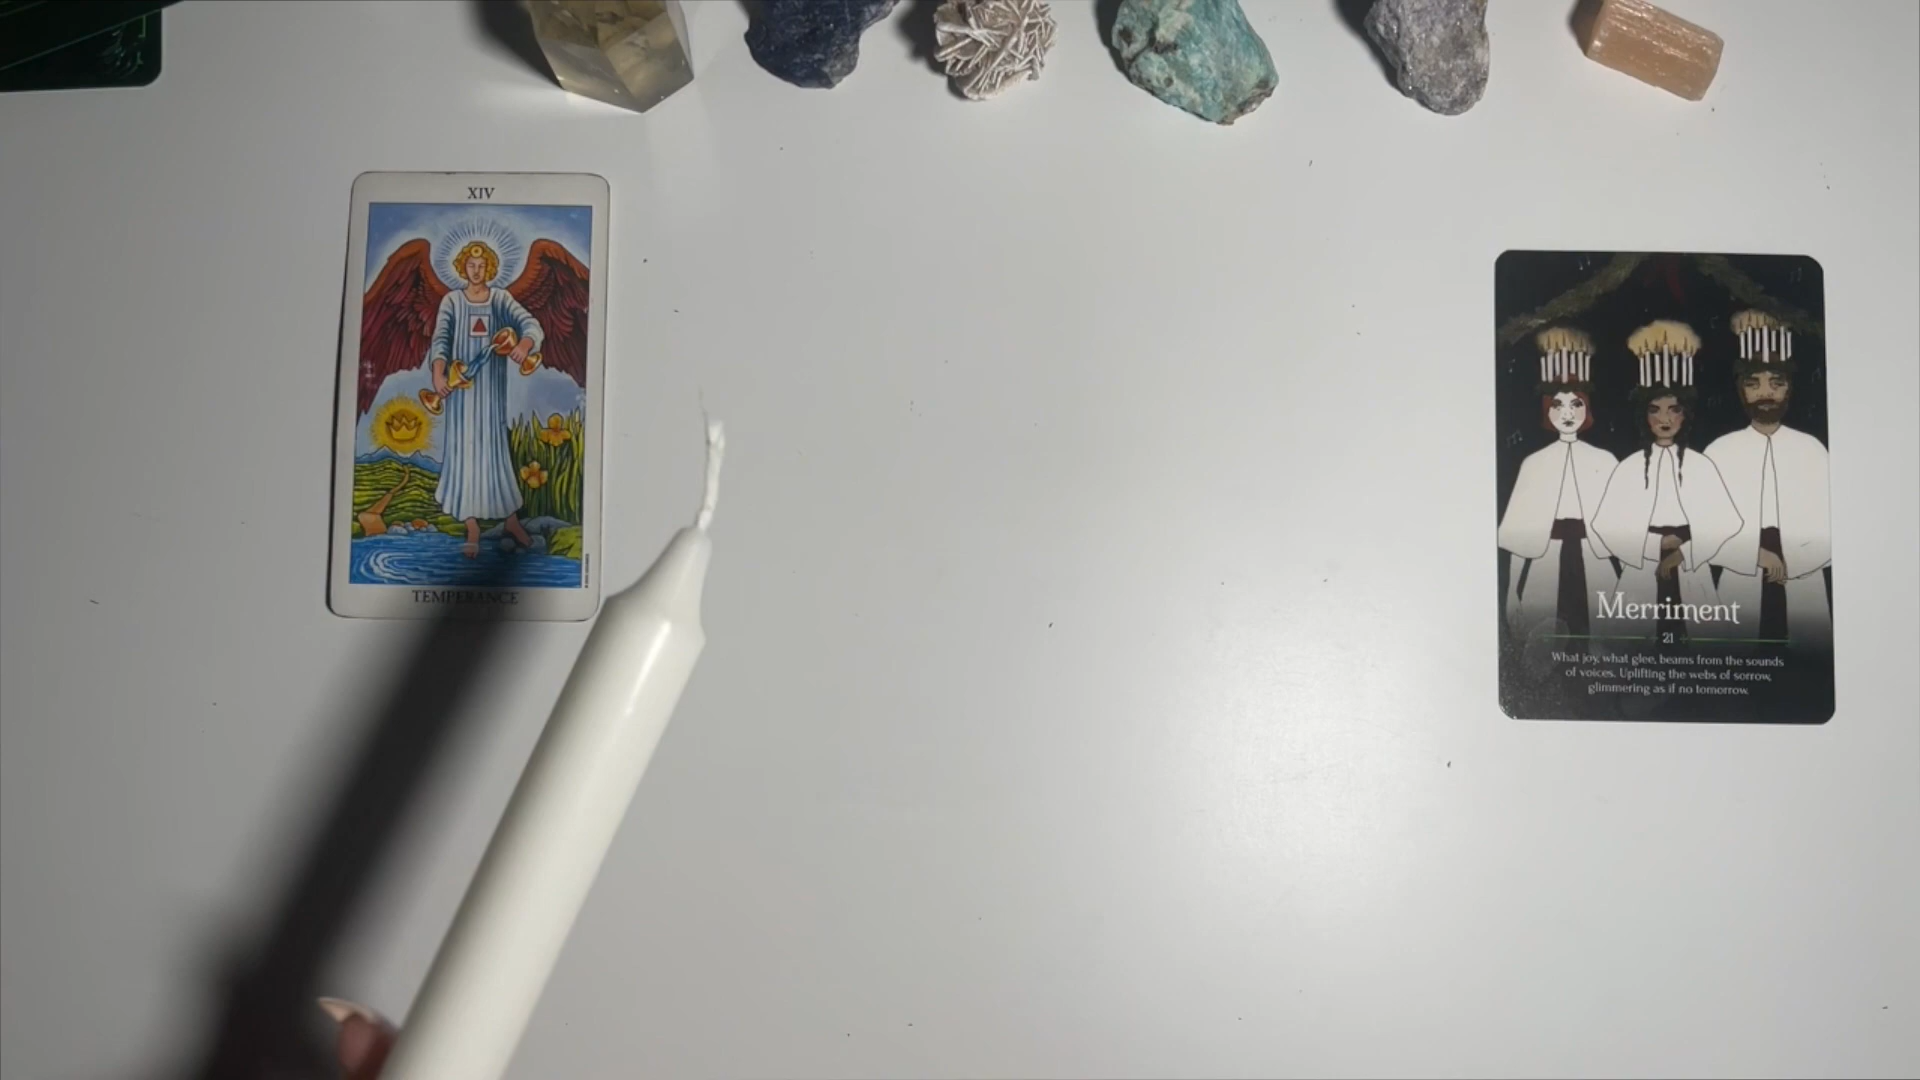 XIV
TEMPERANCE
Merriment
21
What joy, what glee, beams from the sounds
of voices. Uplifting the webs of sorrow,
glimmering as if no tomorrow.